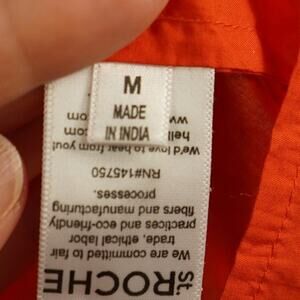 M
MADE
IN INDIA
St.
ROCHE
We are committed to fair
trade, ethical labor
practices and eco-friendly
fibers and manufacturing
processes.
RN#145750
We'd love to hear from you!